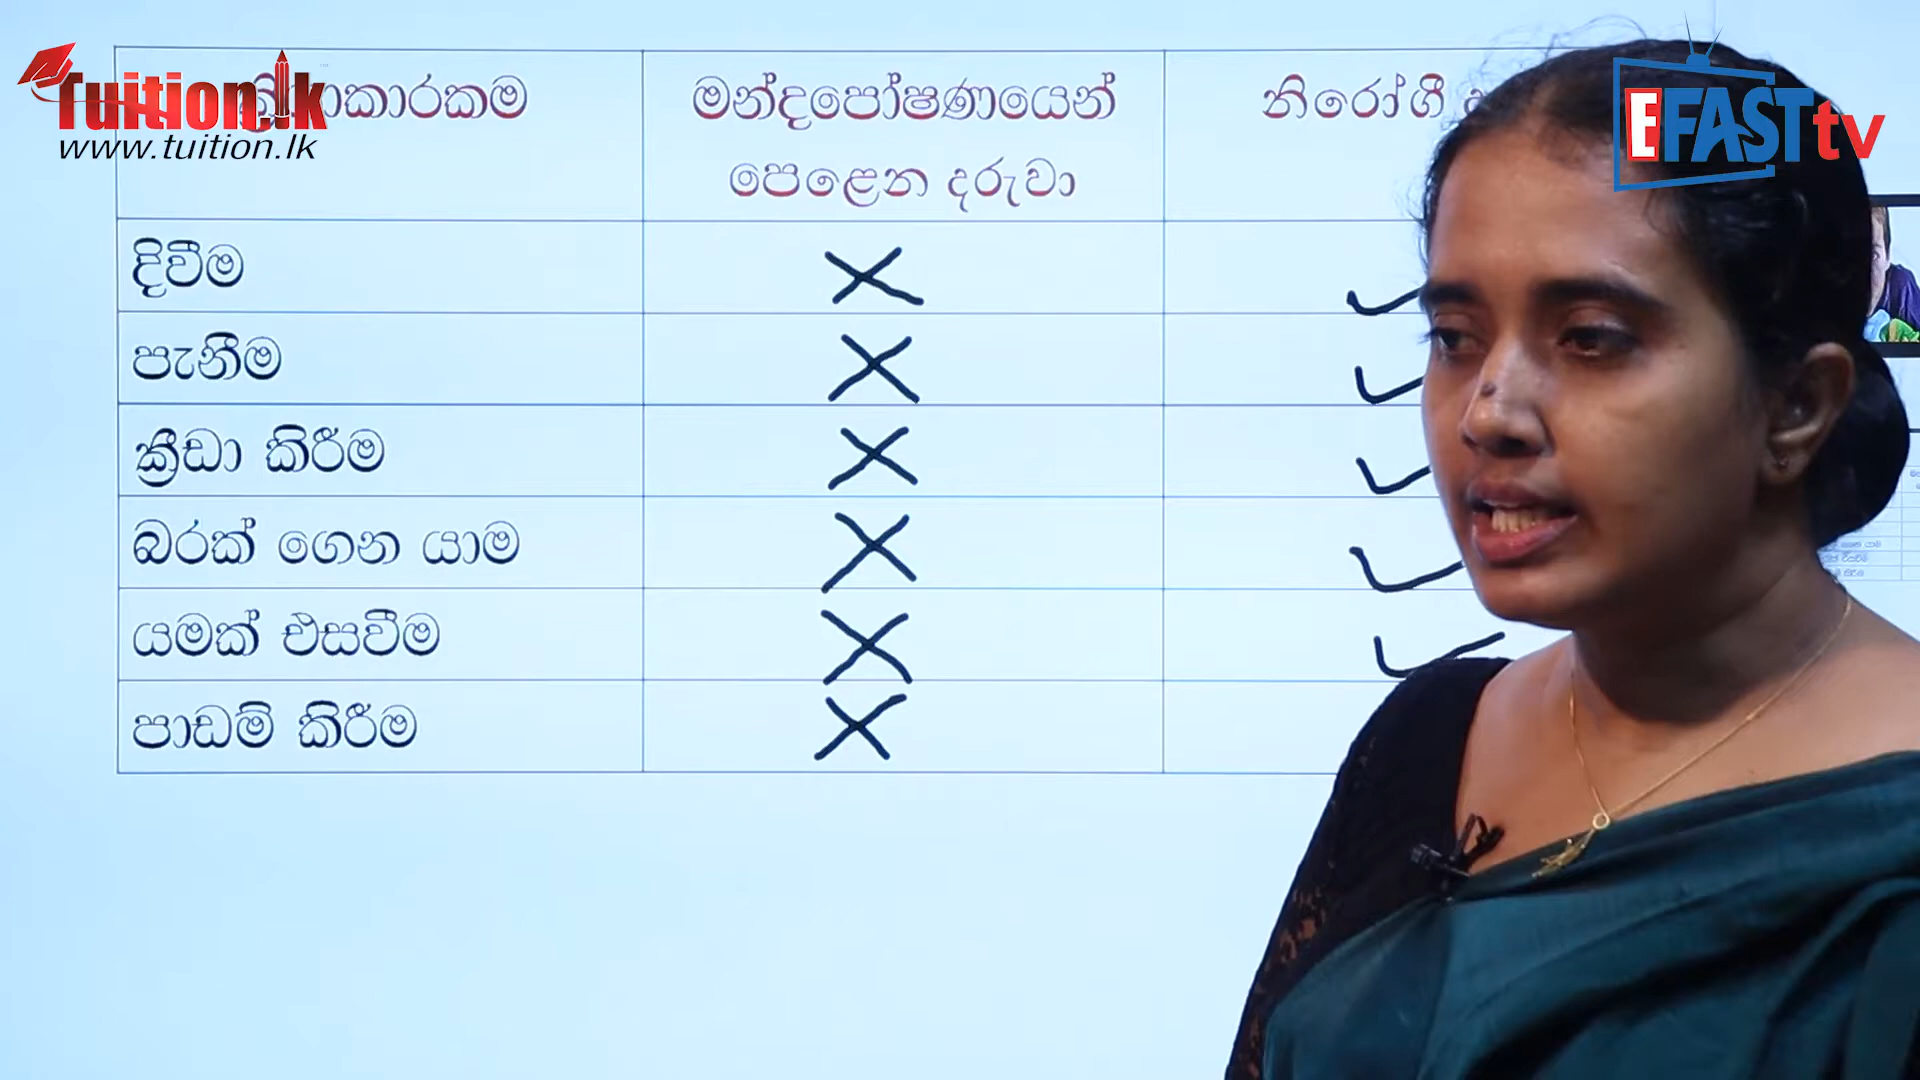 Tuition.lk
www.tuition.lk
EFAST tv
මන්දපෝෂණයෙන්
පෙළෙන දරුවා
නිරෝගී
දිවීම
පැනීම
ක්‍රීඩා කිරීම
බරක් ගෙන යාම
යමක් එසවීම
පාඩම් කිරීම